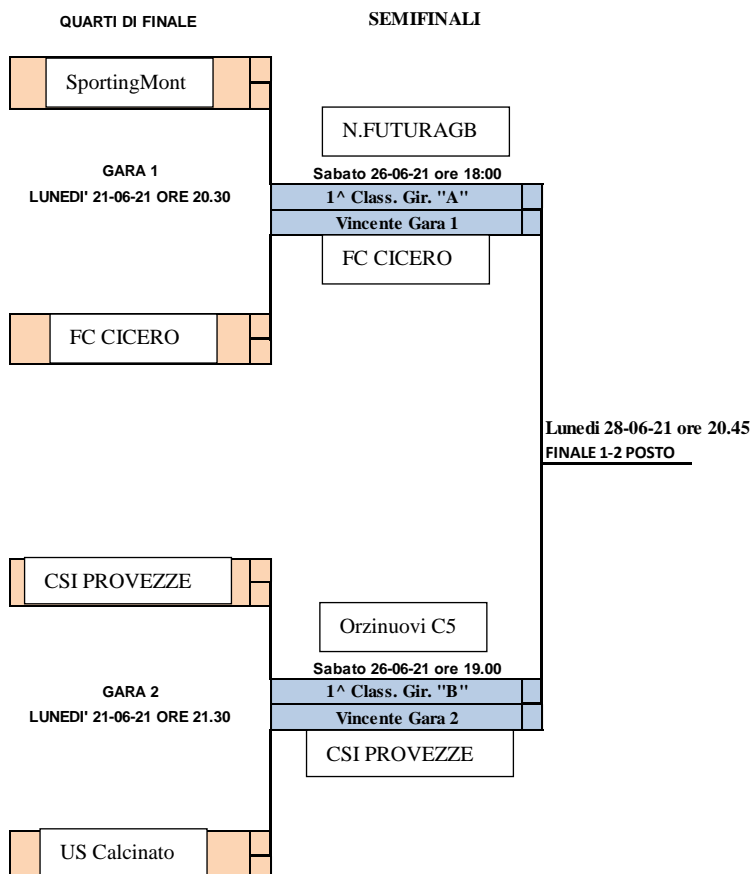 QUARTI DI FINALE
SEMIFINALI
SportingMont
N.FUTURAGB
GARA 1
LUNEDI' 21-06-21 ORE 20.30
Sabato 26-06-21 ore 18:00
1^ Class. Gir. "A"
Vincente Gara 1
FC CICERO
FC CICERO
Lunedi 28-06-21 ore 20.45
FINALE 1-2 POSTO
CSI PROVEZZE
Orzinuovi C5
Sabato 26-06-21 ore 19.00
GARA 2
LUNEDI' 21-06-21 ORE 21.30
1^ Class. Gir. "B"
Vincente Gara 2
CSI PROVEZZE
US Calcinato